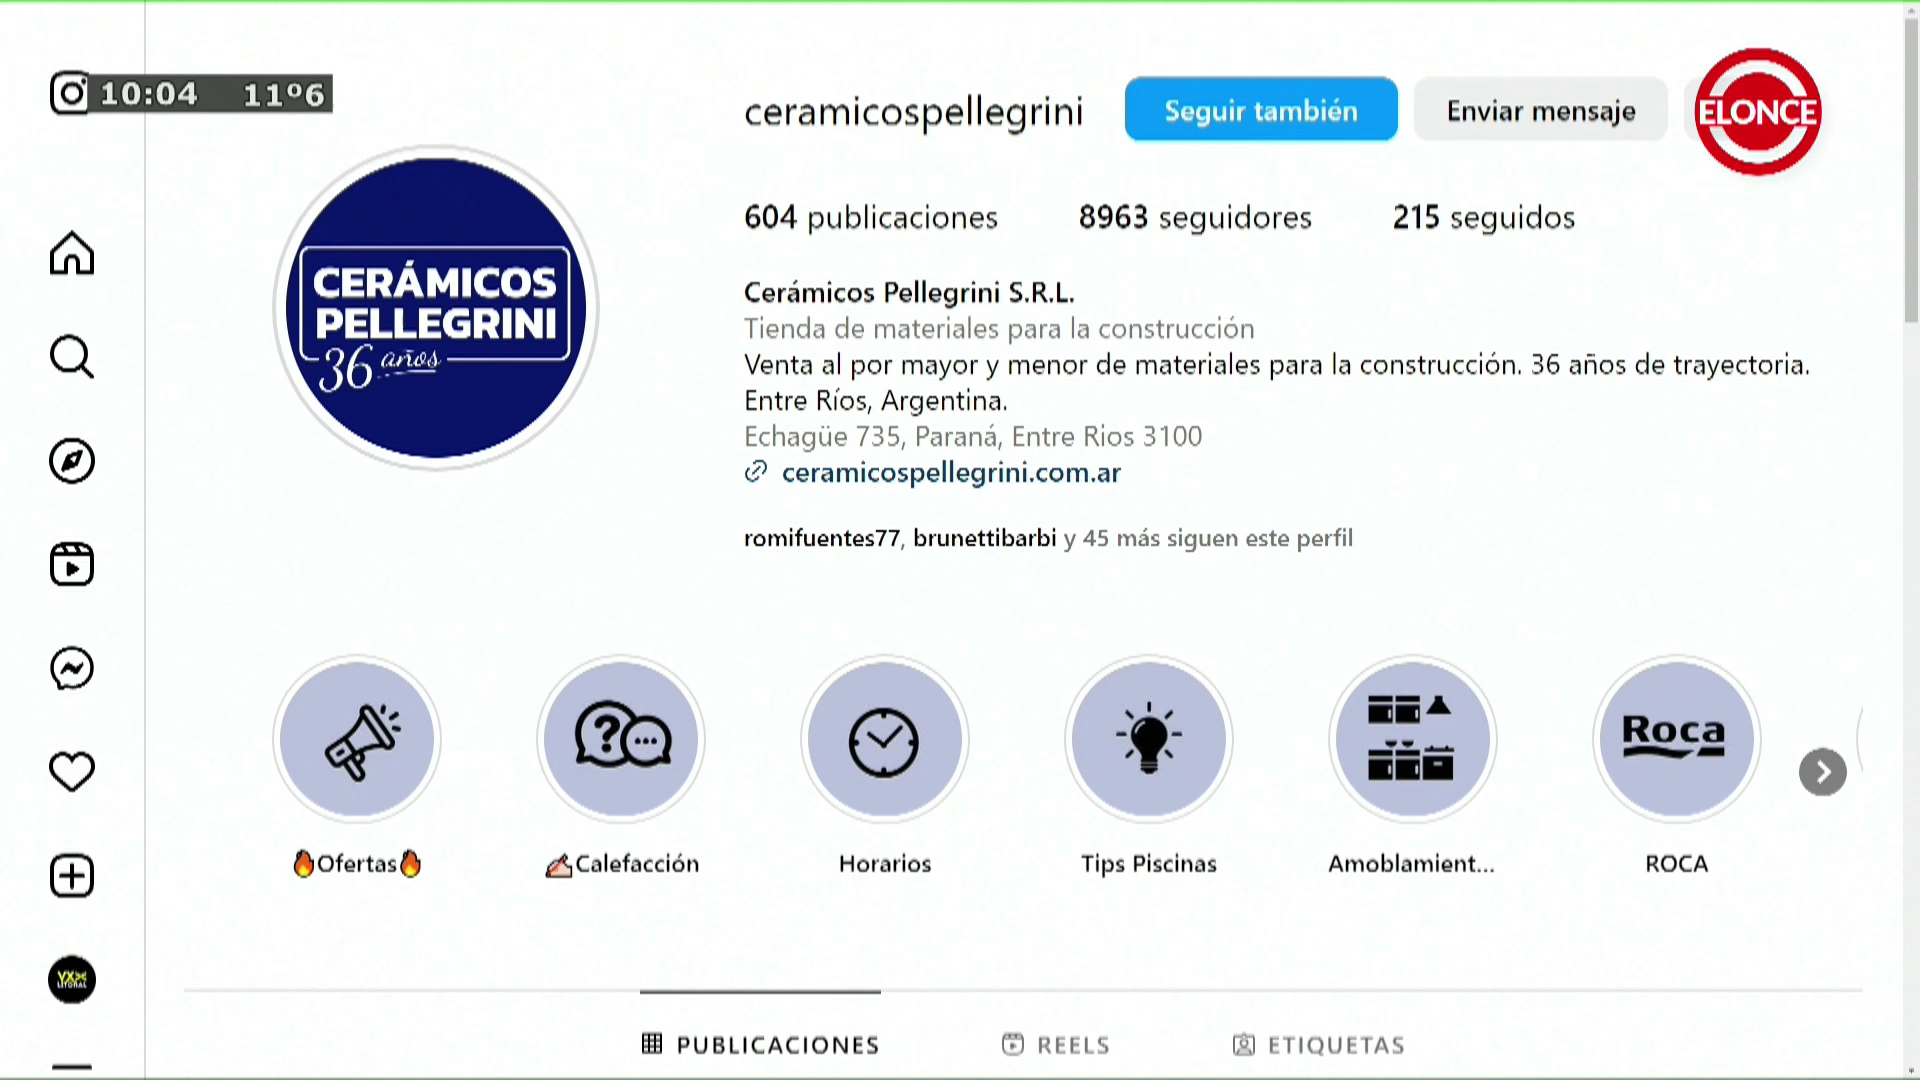 10:04 11º6
ceramicospellegrini
Seguir también
Enviar mensaje
ELONCE
604 publicaciones
8963 seguidores
215 seguidos
CERÁMICOS
PELLEGRINI
36 años
Cerámicos Pellegrini S.R.L.
Tienda de materiales para la construcción
Venta al por mayor y menor de materiales para la construcción. 36 años de trayectoria.
Entre Ríos, Argentina.
Echagüe 735, Paraná, Entre Rios 3100
ceramicospellegrini.com.ar
romifuentes77, brunettibarbi y 45 más siguen este perfil
Roca
🔥Ofertas🔥
Calefacción
Horarios
Tips Piscinas
Amoblamient...
ROCA
PUBLICACIONES
REELS
ETIQUETAS